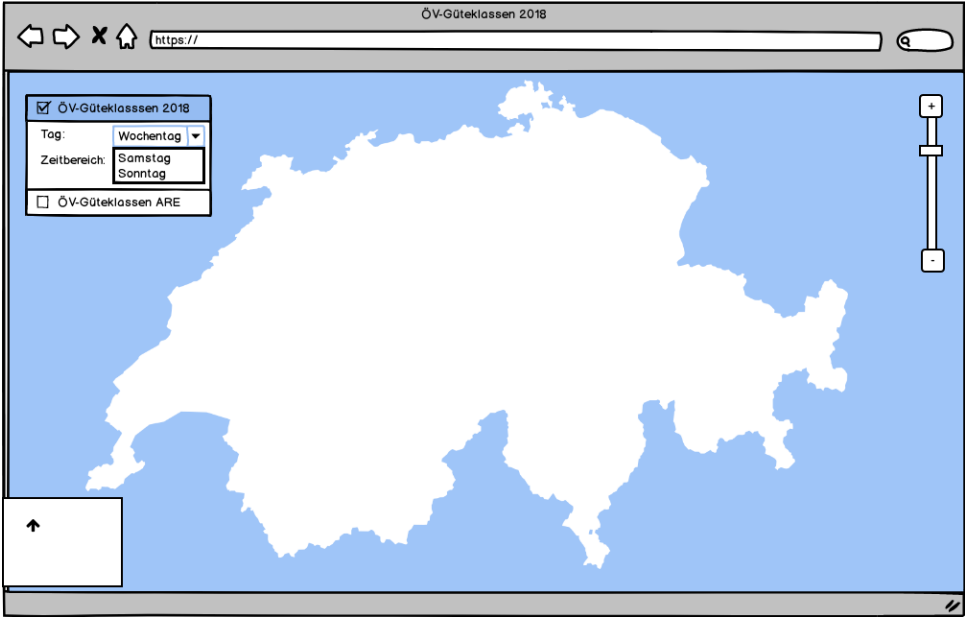 ÖV-Güteklassen 2018
https://
ÖV-Güteklasssen 2018
Tag:
Wochentag
Zeitbereich:
Samstag
Sonntag
ÖV-Güteklassen ARE
+
-